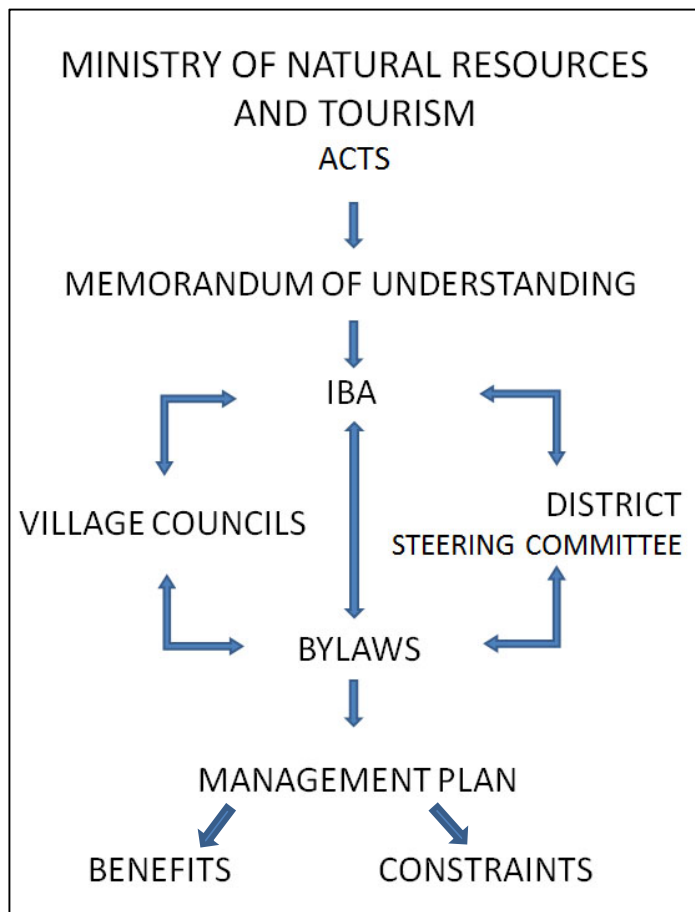 MINISTRY OF NATURAL RESOURCES
AND TOURISM
ACTS
MEMORANDUM OF UNDERSTANDING
IBA
VILLAGE COUNCILS
DISTRICT
STEERING COMMITTEE
BYLAWS
MANAGEMENT PLAN
BENEFITS
CONSTRAINTS